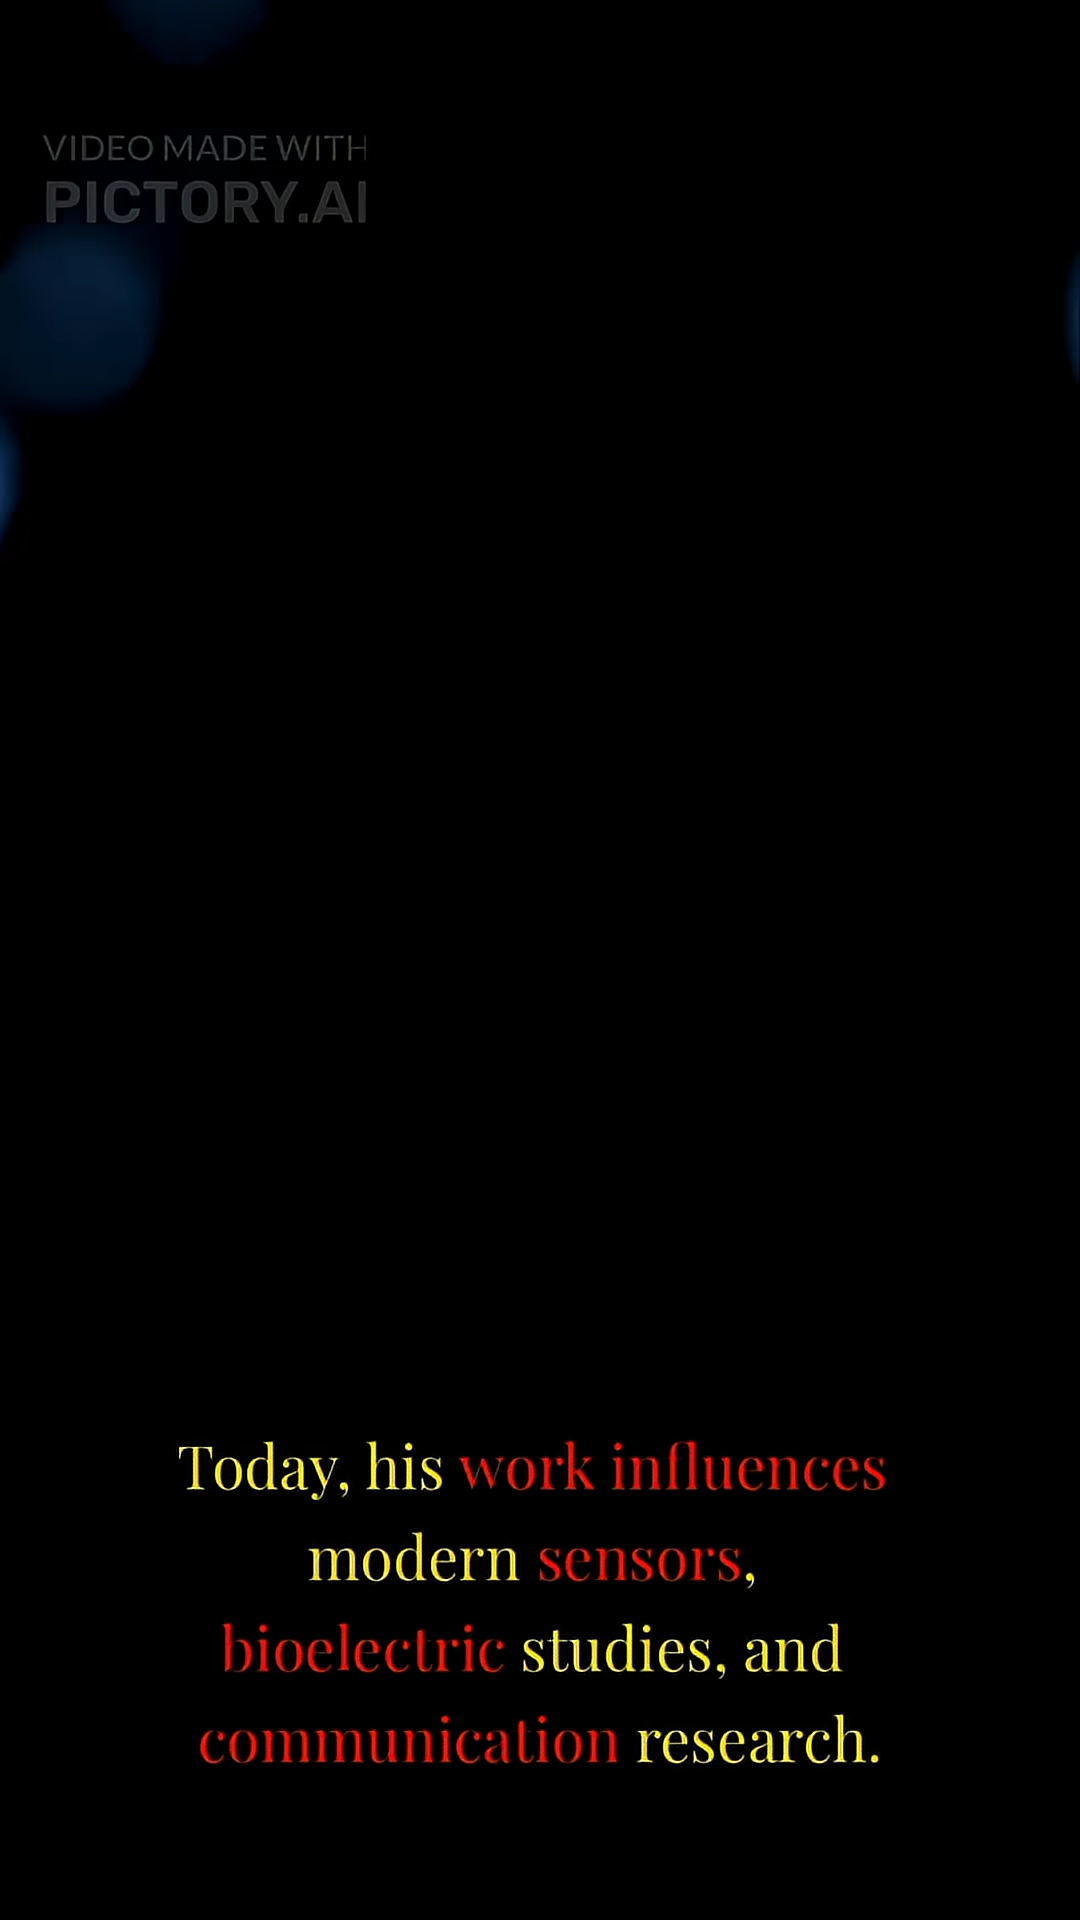 VIDEO MADE WITH
PICTORY.AI
Today, his work influences
modern sensors,
bioelectric studies, and
communication research.